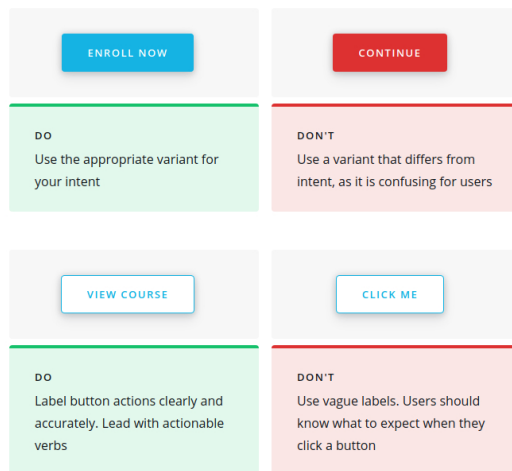 ENROLL NOW
DO
Use the appropriate variant for
your intent
CONTINUE
DON'T
Use a variant that differs from
intent, as it is confusing for users
VIEW COURSE
DO
Label button actions clearly and
accurately. Lead with actionable
verbs
CLICK ME
DON'T
Use vague labels. Users should
know what to expect when they
click a button